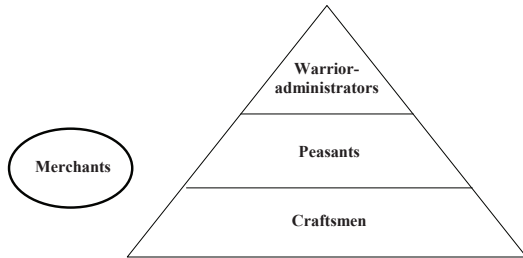 Warrior-
administrators
Peasants
Merchants
Craftsmen